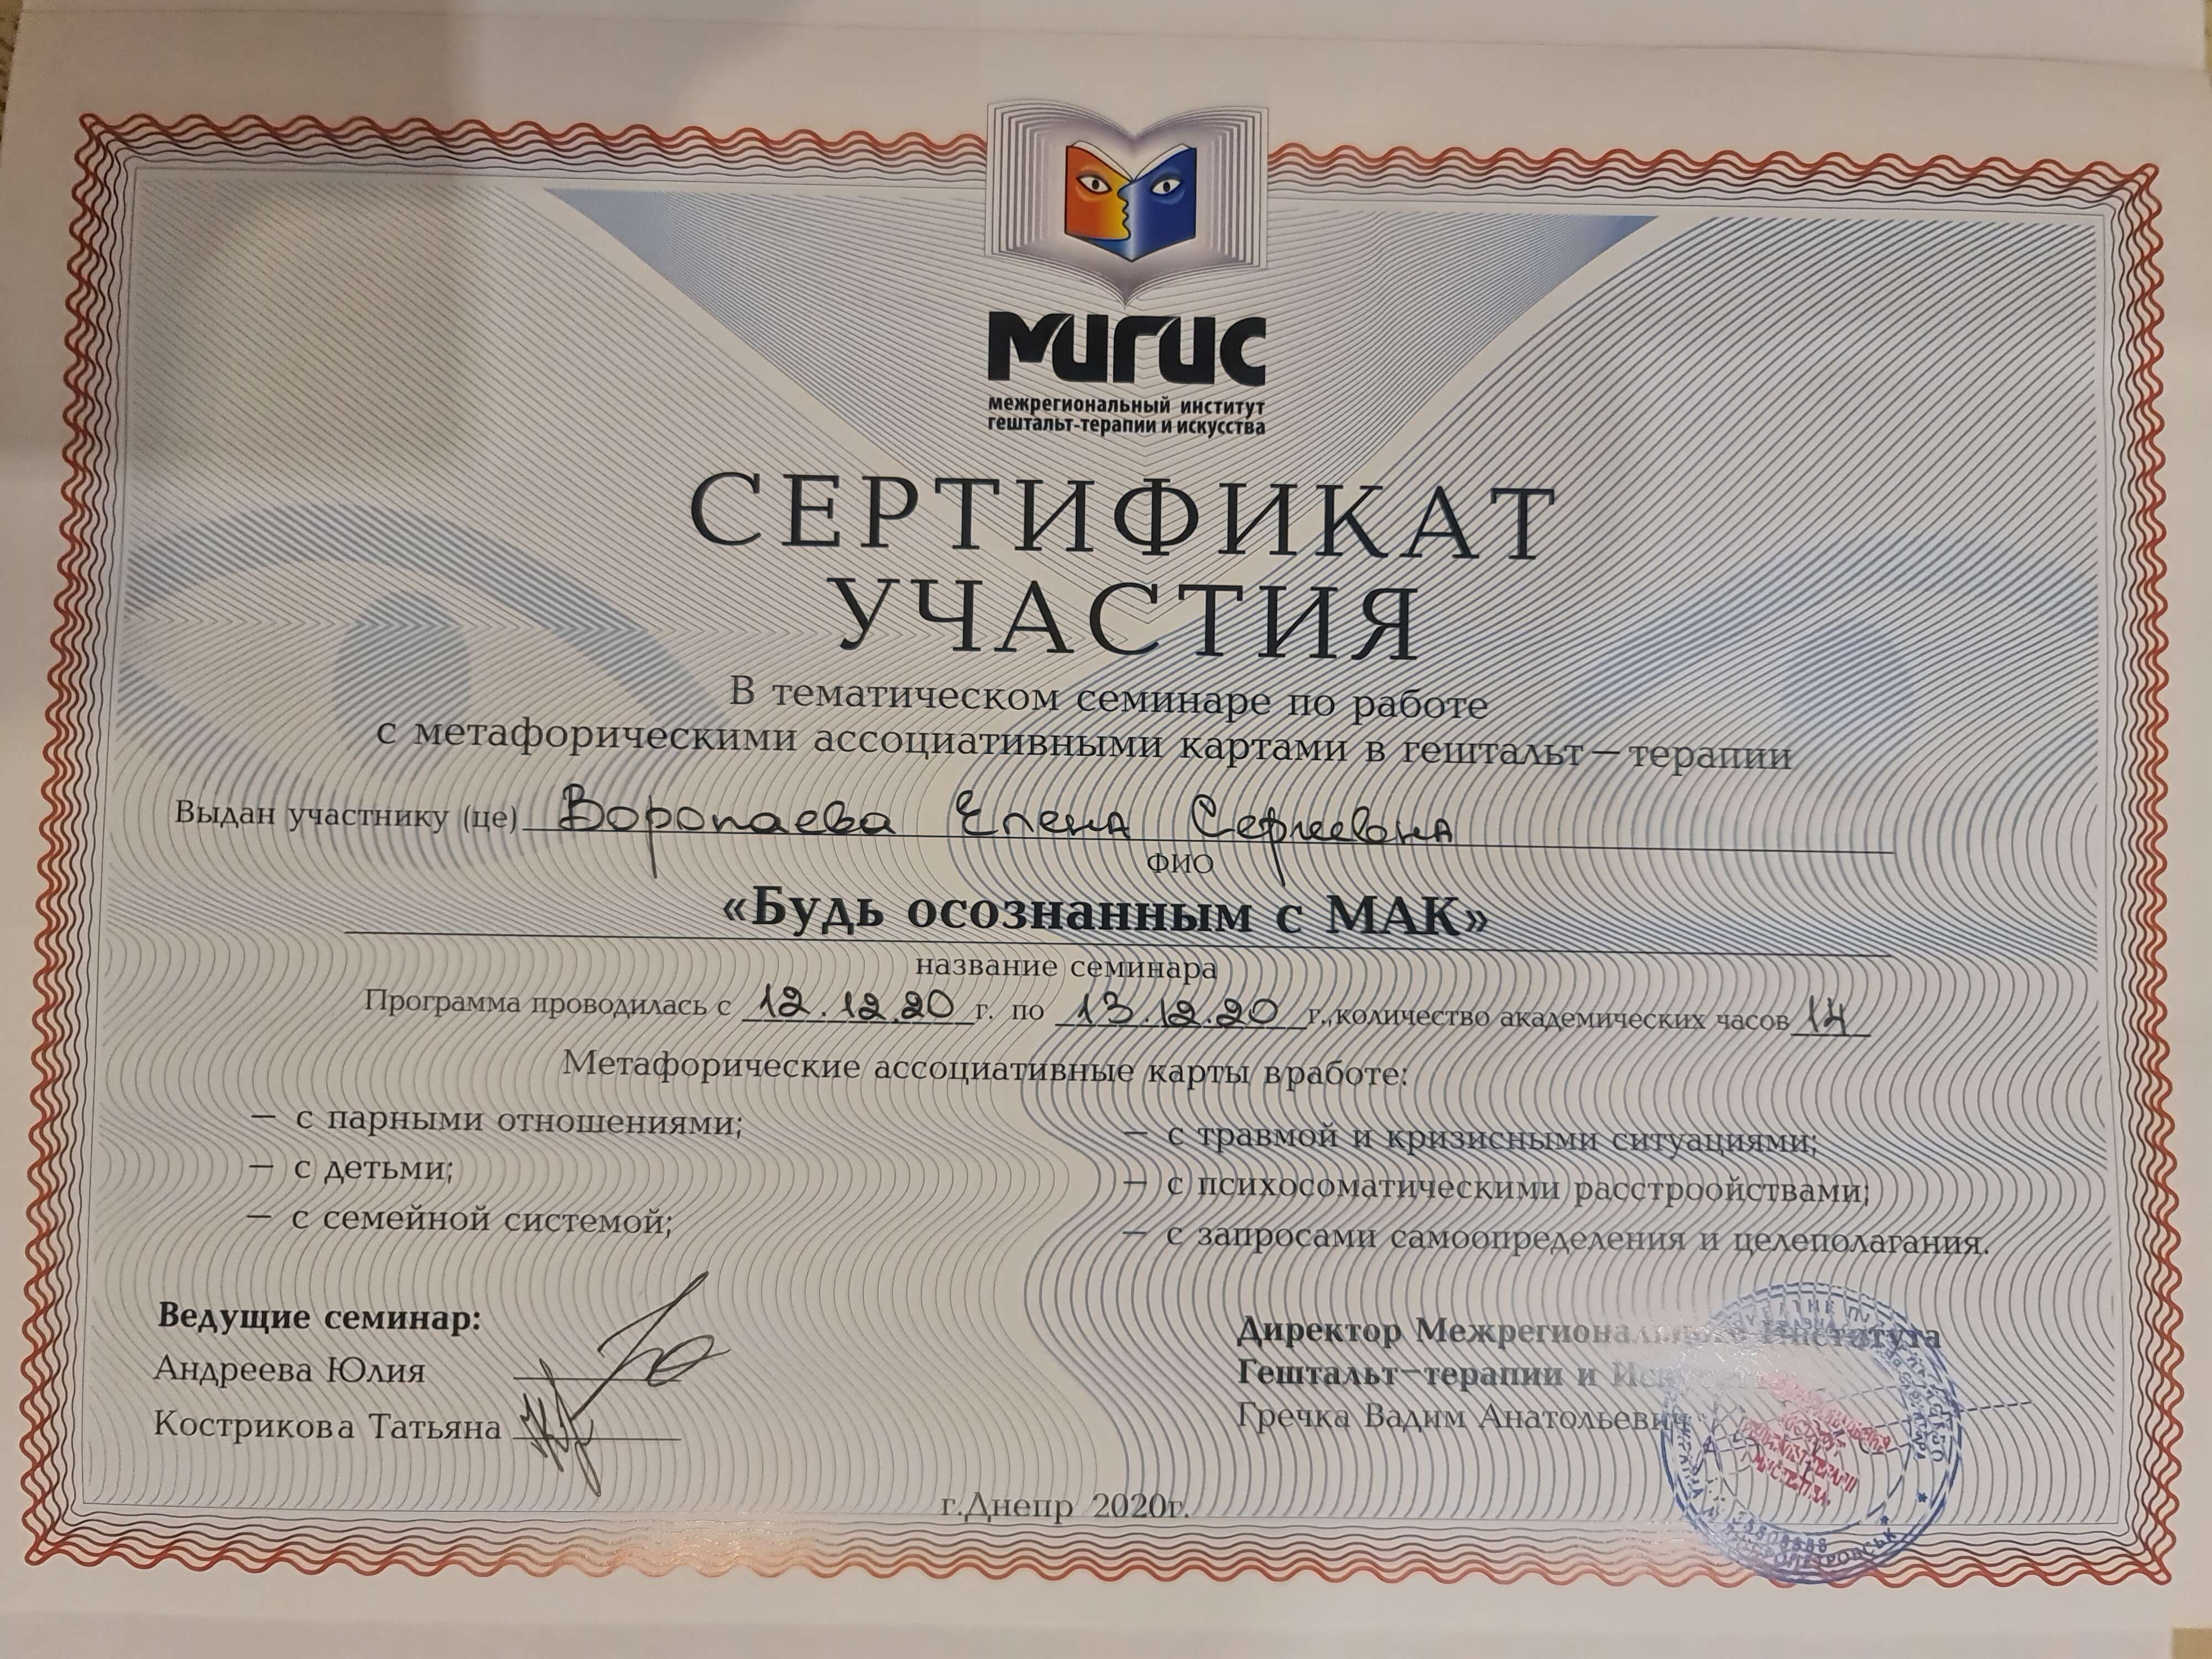 МИГИС
межрегиональный институт
гештальт-терапии и искусства
СЕРТИФИКАТ
УЧАСТИЯ
В тематическом семинаре по работе
с метафорическими ассоциативными картами в гештальт—терапии
Выдан участнику (це) Воропаева Елена Сергеевна
ФИО
«Будь осознанным с МАК»
название семинара
Программа проводилась с 12.12.20 г. по 13.12.20 г., количество академических часов 14
Метафорические ассоциативные карты в работе:
— с парными отношениями;
— с детьми;
— с семейной системой;
— с травмой и кризисными ситуациями;
— с психосоматическими расстроойствами;
— с запросами самоопределения и целеполагания.
Ведущие семинар:
Андреева Юлия
Кострикова Татьяна
Директор Межрегионального Института
Гештальт—терапии и
Гречка Вадим Анатольевич
г.Днепр 2020г.